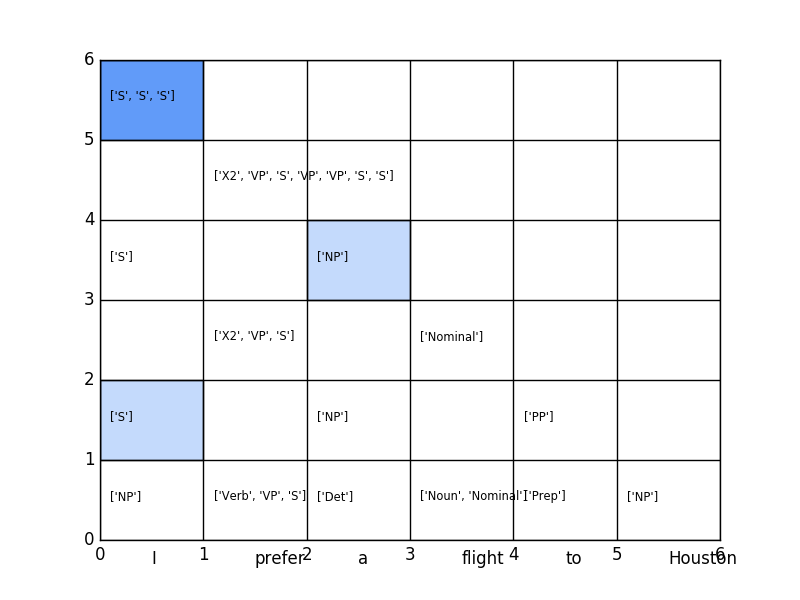 6
['S', 'S', 'S']
5
['X2', 'VP', 'S', 'VP', 'VP', 'S', 'S']
4
['S'] ['NP']
3
['X2', 'VP', 'S'] ['Nominal']
2
['S'] ['NP'] ['PP']
1
['NP'] ['Verb', 'VP', 'S'] ['Det'] ['Noun', 'Nominal'] ['Prep'] ['NP']
0
0 1 2 3 4 5 6
I prefer a flight to Houston